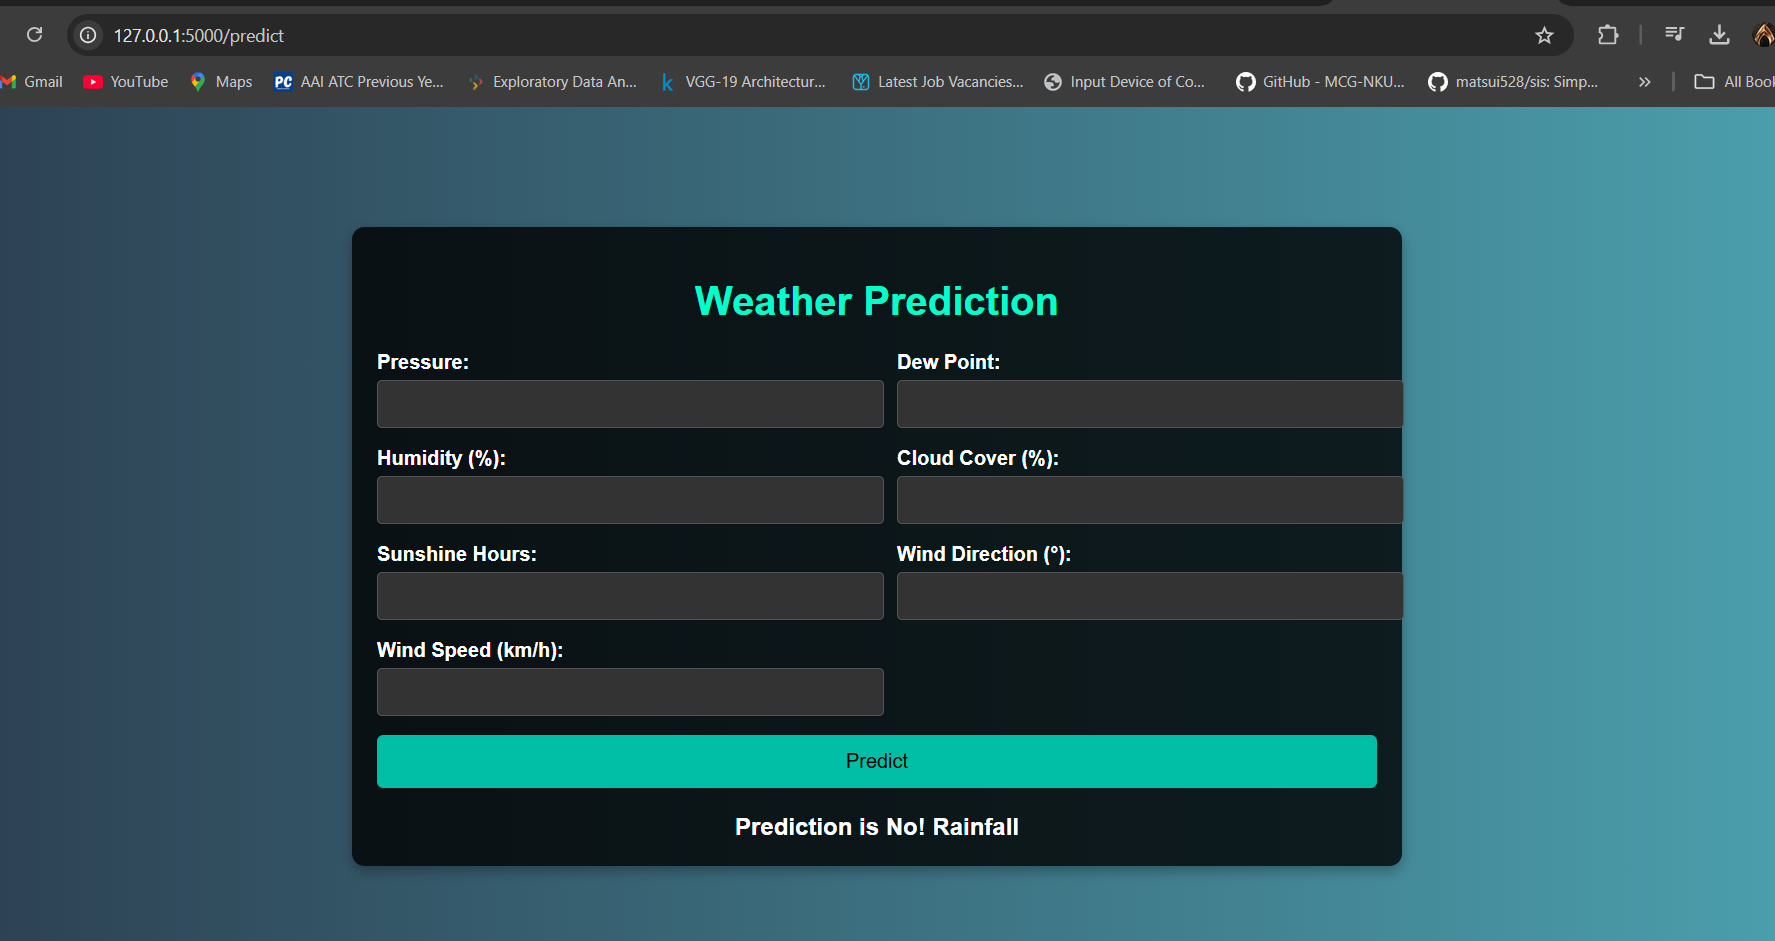 127.0.0.1:5000/predict
Gmail YouTube Maps PC AAI ATC Previous Ye... Exploratory Data An... k VGG-19 Architectur... Latest Job Vacancies... Input Device of Co... GitHub - MCG-NKU... matsui528/sis: Simp... » All Book
Weather Prediction
Pressure: Dew Point:
Humidity (%): Cloud Cover (%):
Sunshine Hours: Wind Direction (°):
Wind Speed (km/h):
Predict
Prediction is No! Rainfall